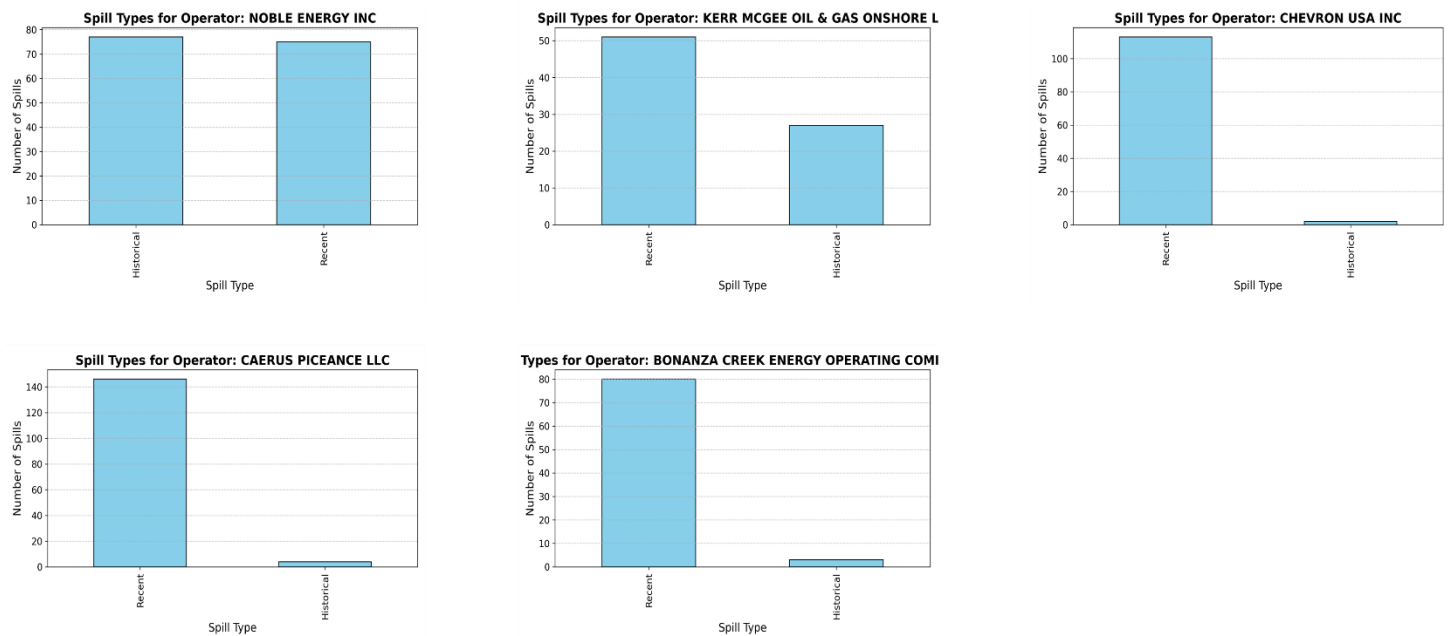 Spill Types for Operator: NOBLE ENERGY INC
Number of Spills
80
70
60
50
40
30
20
10
0
Historical
Recent
Spill Type
Spill Types for Operator: KERR MCGEE OIL & GAS ONSHORE L
Number of Spills
50
40
30
20
10
0
Recent
Historical
Spill Type
Spill Types for Operator: CHEVRON USA INC
Number of Spills
100
80
60
40
20
0
Recent
Historical
Spill Type
Spill Types for Operator: CAERUS PICEANCE LLC
Number of Spills
140
120
100
80
60
40
20
0
Recent
Historical
Spill Type
Types for Operator: BONANZA CREEK ENERGY OPERATING COMI
Number of Spills
80
70
60
50
40
30
20
10
0
Recent
Historical
Spill Type